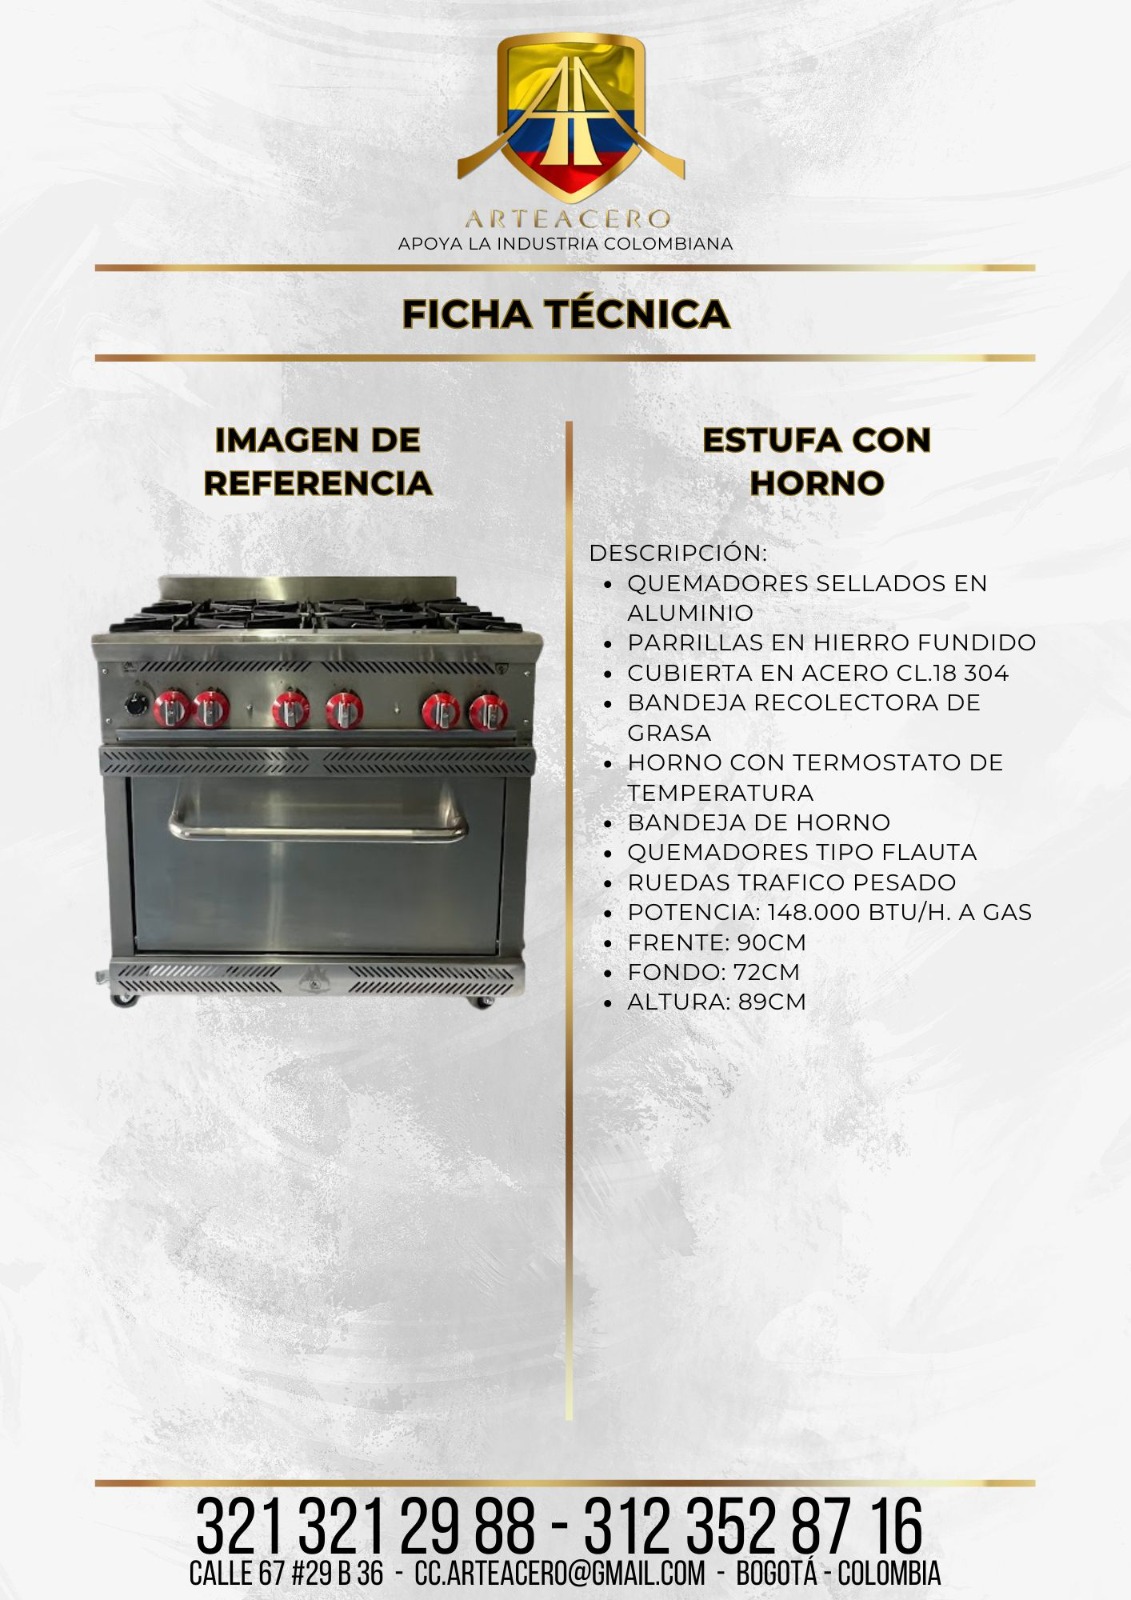 ARTEACERO
APOYA LA INDUSTRIA COLOMBIANA
FICHA TÉCNICA
IMAGEN DE
REFERENCIA
ESTUFA CON
HORNO
DESCRIPCIÓN:
• QUEMADORES SELLADOS EN
ALUMINIO
• PARRILLAS EN HIERRO FUNDIDO
• CUBIERTA EN ACERO CL.18 304
• BANDEJA RECOLECTORA DE
GRASA
• HORNO CON TERMOSTATO DE
TEMPERATURA
• BANDEJA DE HORNO
• QUEMADORES TIPO FLAUTA
• RUEDAS TRAFICO PESADO
• POTENCIA: 148.000 BTU/H. A GAS
• FRENTE: 90CM
• FONDO: 72CM
• ALTURA: 89CM
321 321 29 88 - 312 352 87 16
CALLE 67 #29 B 36 - CC.ARTEACERO@GMAIL.COM - BOGOTÁ - COLOMBIA